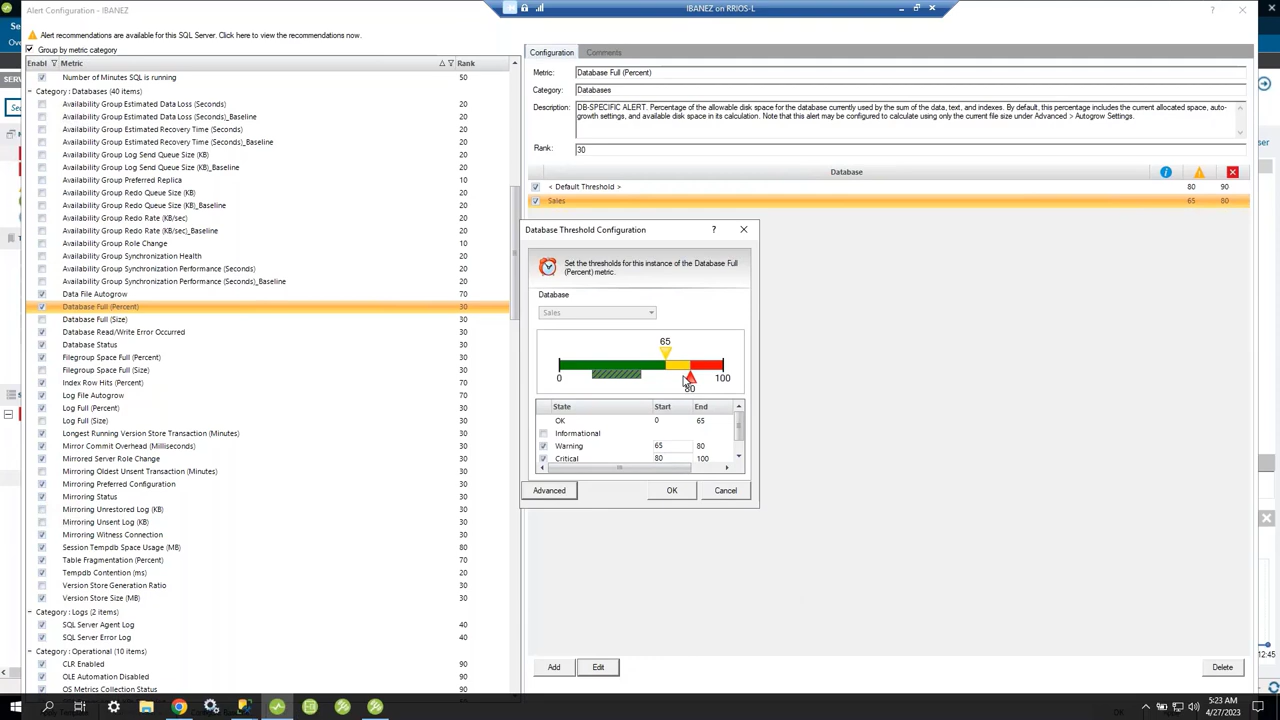 Alert Configuration - IBANEZ
IBANEZ on RRIOS-L
Alert recommendations are available for this SQL Server. Click here to view the recommendations now.
Group by metric category
Enabl Metric Rank
Number of Minutes SQL is running 50
Category : Databases (40 items)
Availability Group Estimated Data Loss (Seconds) 20
Availability Group Estimated Data Loss (Seconds)_Baseline 20
Availability Group Estimated Recovery Time (Seconds) 20
Availability Group Estimated Recovery Time (Seconds)_Baseline 20
Availability Group Log Send Queue Size (KB) 20
Availability Group Log Send Queue Size (KB)_Baseline 20
Availability Group Preferred Replica 10
Availability Group Redo Queue Size (KB) 20
Availability Group Redo Queue Size (KB)_Baseline 20
Availability Group Redo Rate (KB/sec) 20
Availability Group Redo Rate (KB/sec)_Baseline 20
Availability Group Role Change 10
Availability Group Synchronization Health 20
Availability Group Synchronization Performance (Seconds) 20
Availability Group Synchronization Performance (Seconds)_Baseline 20
Data File Autogrow 70
Database Full (Percent) 30
Database Full (Size) 30
Database Read/Write Error Occurred 30
Database Status 30
Filegroup Space Full (Percent) 30
Filegroup Space Full (Size) 30
Index Row Hits (Percent) 30
Log File Autogrow 70
Log Full (Percent) 30
Log Full (Size) 30
Longest Running Version Store Transaction (Minutes) 30
Mirror Commit Overhead (Milliseconds) 30
Mirrored Server Role Change 30
Mirroring Oldest Unsent Transaction (Minutes) 30
Mirroring Preferred Configuration 30
Mirroring Status 30
Mirroring Unrestored Log (KB) 30
Mirroring Unsent Log (KB) 30
Mirroring Witness Connection 30
Session Tempdb Space Usage (MB) 80
Table Fragmentation (Percent) 70
Tempdb Contention (ms) 20
Version Store Generation Ratio 30
Version Store Size (MB) 30
Category : Logs (2 items)
SQL Server Agent Log 40
SQL Server Error Log 40
Category : Operational (10 items)
CLR Enabled 90
OLE Automation Disabled 90
OS Metrics Collection Status 90
Configuration Comments
Metric: Database Full (Percent)
Category: Databases
Description: DB-SPECIFIC ALERT. Percentage of the allowable disk space for the database currently used by the sum of the data, text, and indexes. By default, this percentage includes the current allocated space, auto-
growth settings, and available disk space in its calculation. Note that this alert may be configured to calculate using only the current file size under Advanced > Autogrow Settings.
Rank: 30
Database
< Default Threshold > 80 90
Sales 65 80
Database Threshold Configuration
Set the thresholds for this instance of the Database Full
(Percent) metric.
Database
Sales
65
0 100
80
State Start End
OK 0 65
Informational
Warning 65 80
Critical 80 100
Advanced OK Cancel
Add Edit Delete
12:45
5:23 AM
4/27/2023